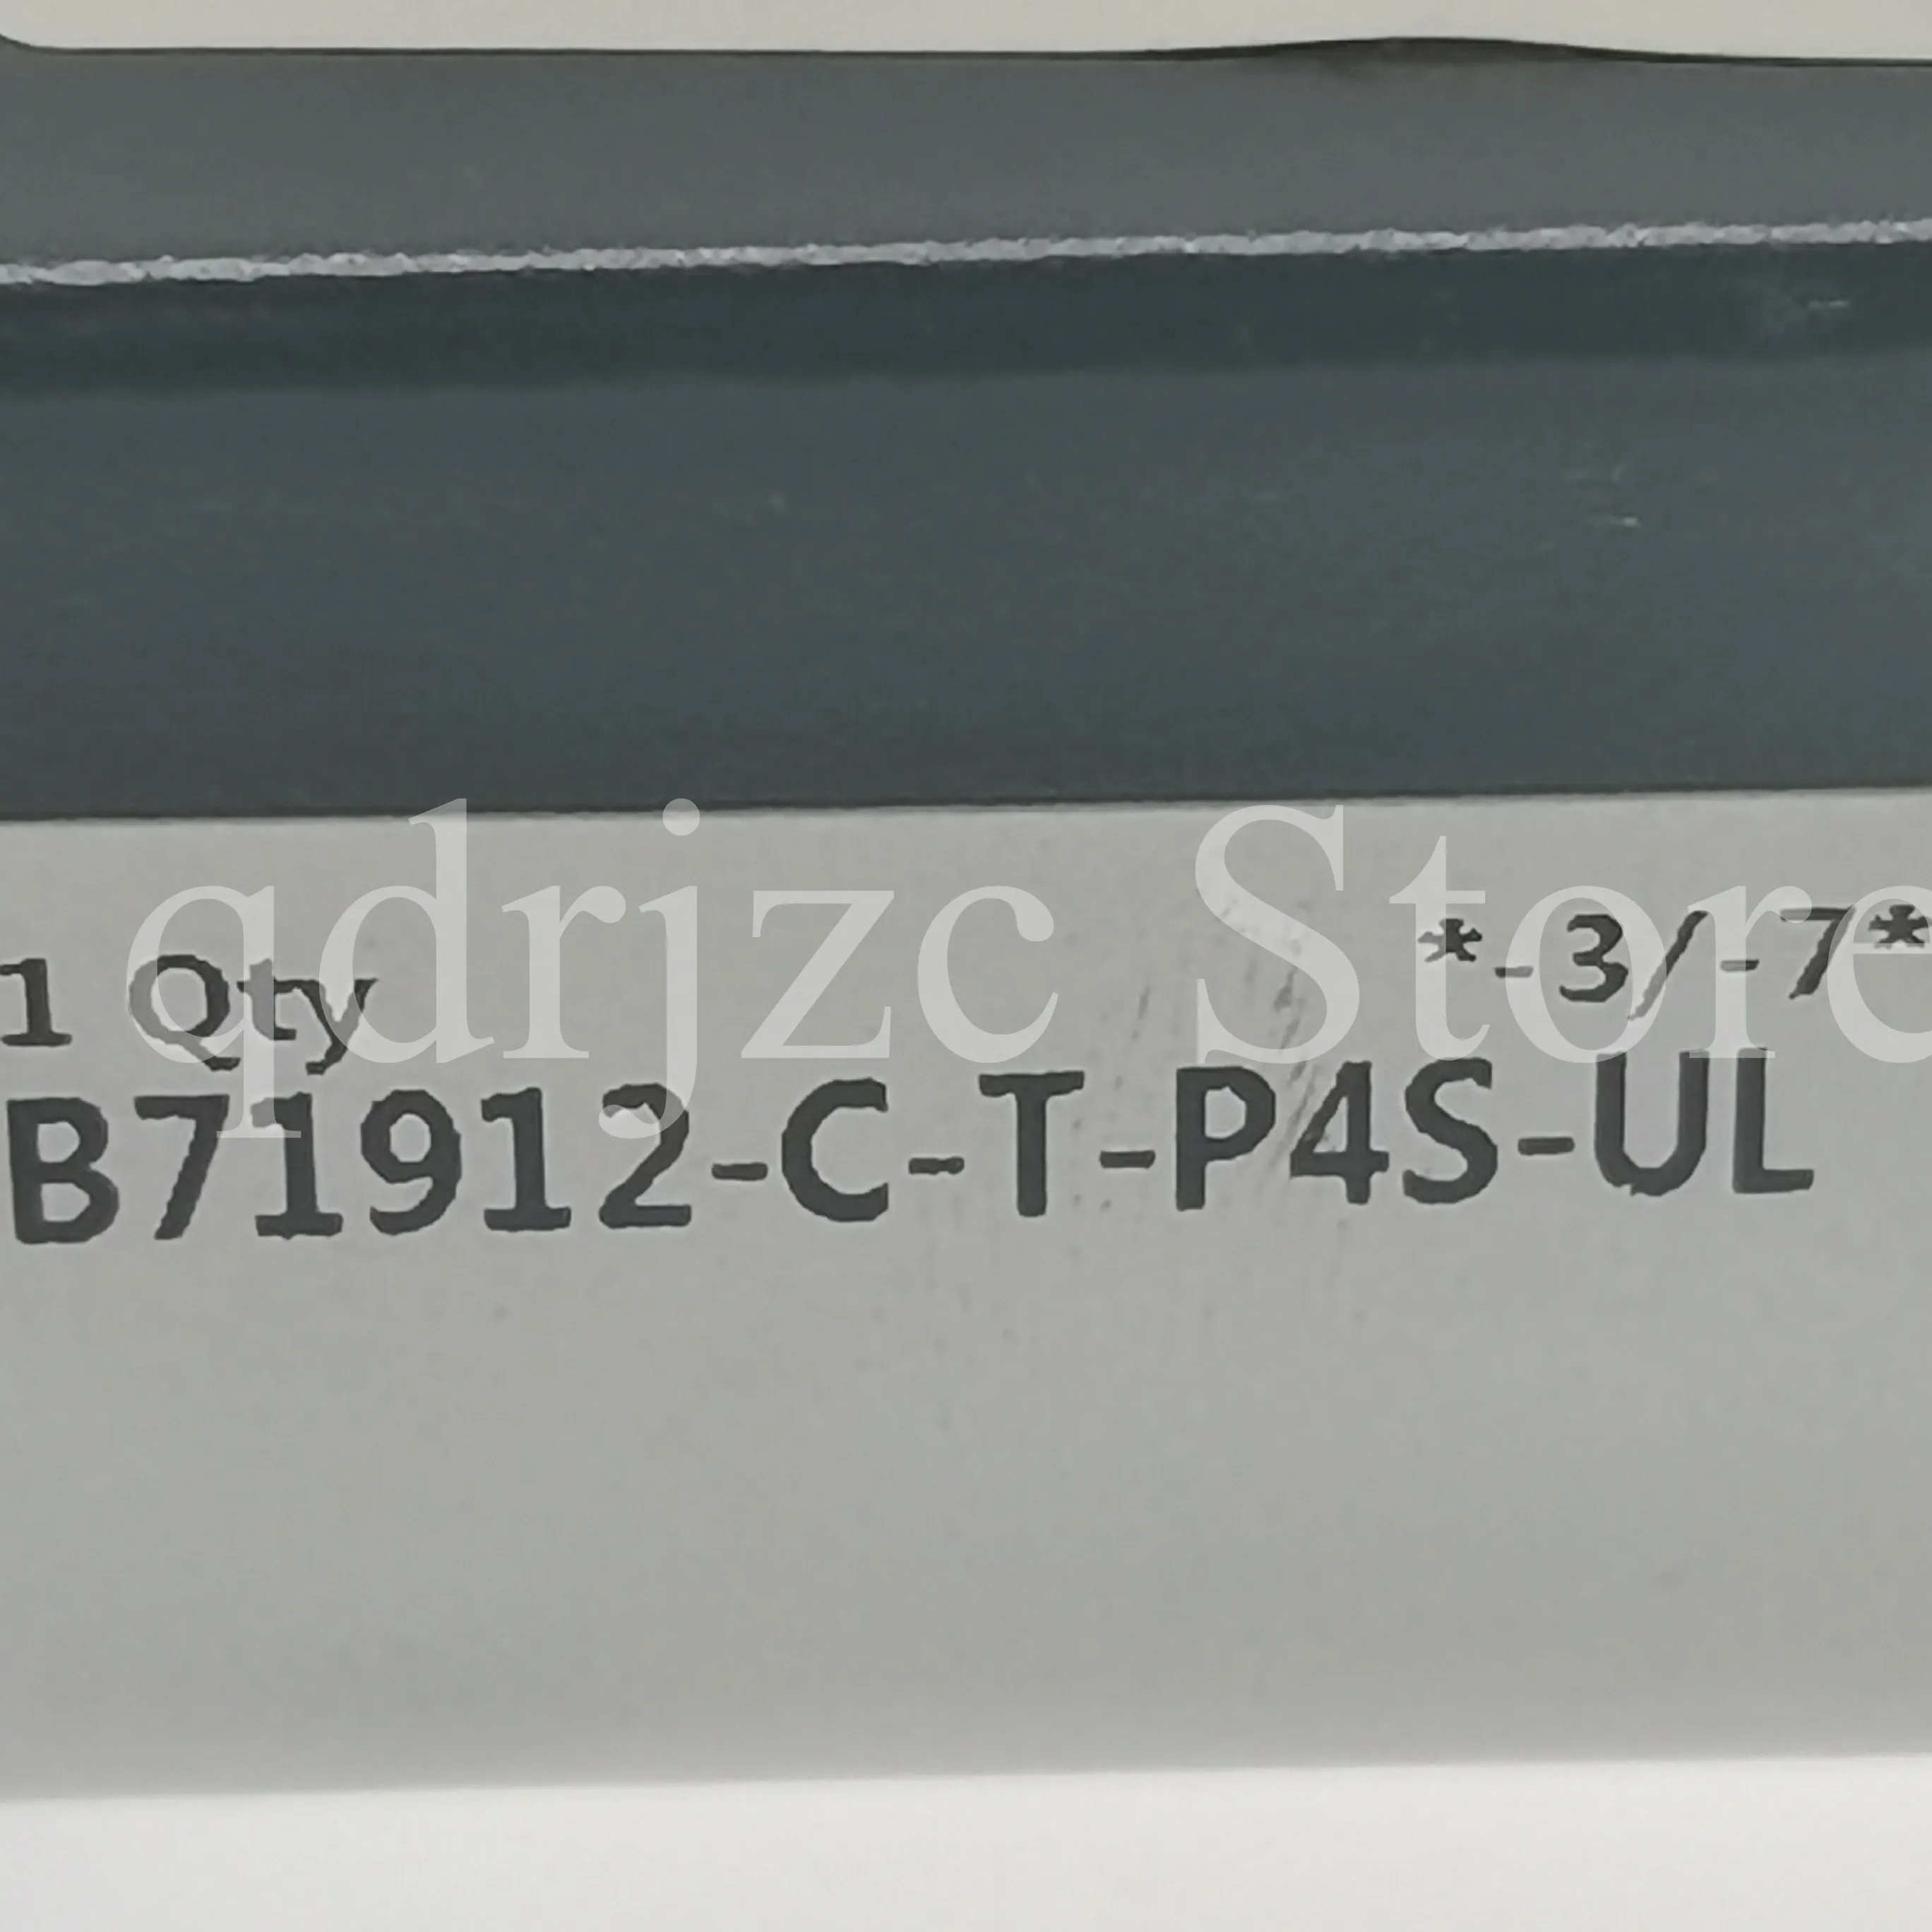 qdrjzc Store
1 Qty *-3/-7*
B71912-C-T-P4S-UL